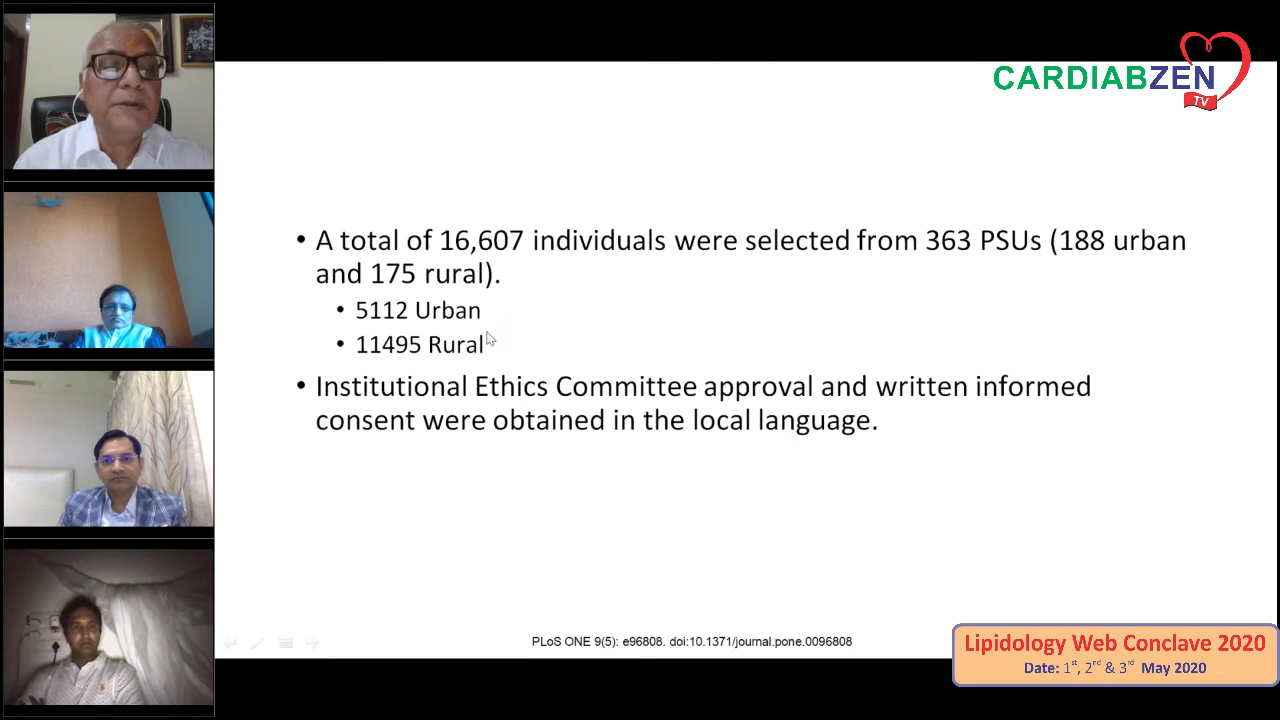 CARDIABZEN
TV
• A total of 16,607 individuals were selected from 363 PSUs (188 urban
and 175 rural).
• 5112 Urban
• 11495 Rural
• Institutional Ethics Committee approval and written informed
consent were obtained in the local language.
PLoS ONE 9(5): e96808. doi:10.1371/journal.pone.0096808
Lipidology Web Conclave 2020
Date: 1st, 2nd & 3rd May 2020